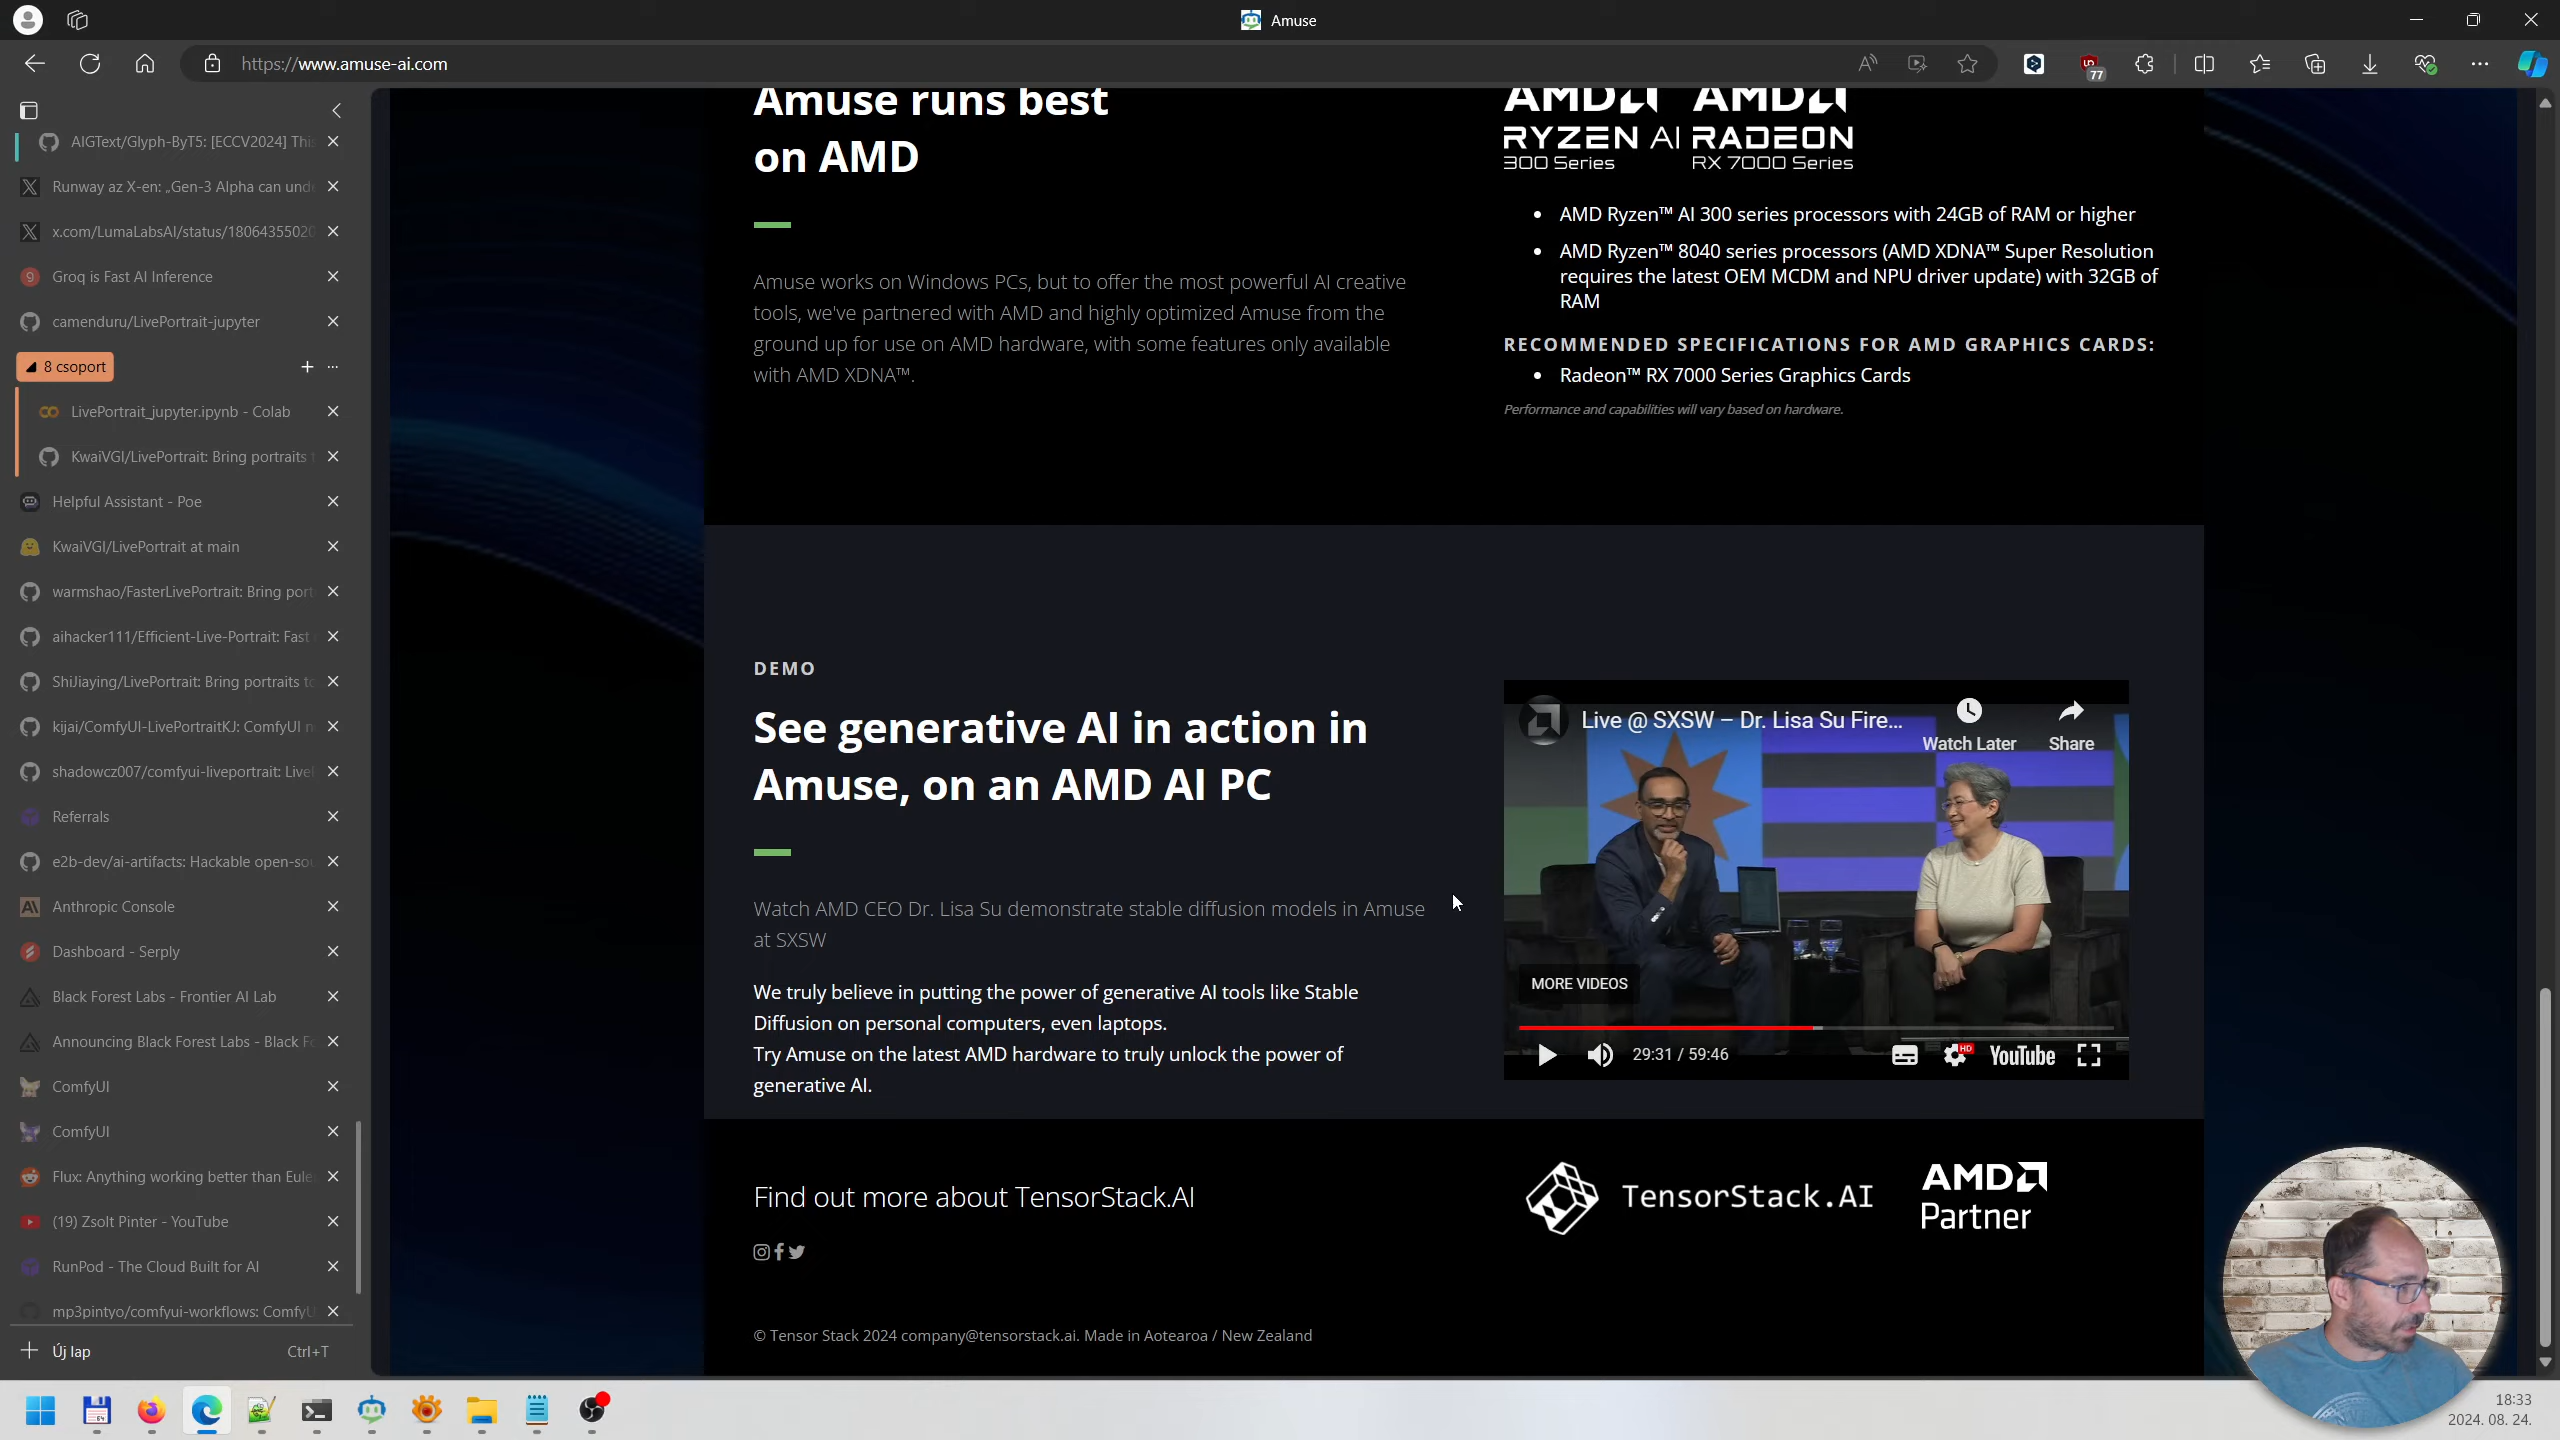 Amuse
https://www.amuse-ai.com
77
AIGText/Glyph-ByT5: [ECCV2024] This
Runway az X-en: „Gen-3 Alpha can unde
x.com/LumaLabsAI/status/18064355020
Groq is Fast AI Inference
camenduru/LivePortrait-jupyter
8 csoport
LivePortrait_jupyter.ipynb - Colab
KwaiVGI/LivePortrait: Bring portraits t
Helpful Assistant - Poe
KwaiVGI/LivePortrait at main
warmshao/FasterLivePortrait: Bring port
aihacker111/Efficient-Live-Portrait: Fast
ShiJiaying/LivePortrait: Bring portraits to
kijai/ComfyUI-LivePortraitKJ: ComfyUI n
shadowcz007/comfyui-liveportrait: Live
Referrals
e2b-dev/ai-artifacts: Hackable open-sou
Anthropic Console
Dashboard - Serply
Black Forest Labs - Frontier AI Lab
Announcing Black Forest Labs - Black Fo
ComfyUI
ComfyUI
Flux: Anything working better than Eule
(19) Zsolt Pinter - YouTube
RunPod - The Cloud Built for AI
mp3pintyo/comfyui-workflows: ComfyU
Új lap Ctrl+T
Amuse runs best
on AMD
Amuse works on Windows PCs, but to offer the most powerful AI creative
tools, we've partnered with AMD and highly optimized Amuse from the
ground up for use on AMD hardware, with some features only available
with AMD XDNA™.
AMD AMD
RYZEN AI RADEON
300 Series RX 7000 Series
• AMD Ryzen™ AI 300 series processors with 24GB of RAM or higher
• AMD Ryzen™ 8040 series processors (AMD XDNA™ Super Resolution
requires the latest OEM MCDM and NPU driver update) with 32GB of
RAM
RECOMMENDED SPECIFICATIONS FOR AMD GRAPHICS CARDS:
• Radeon™ RX 7000 Series Graphics Cards
Performance and capabilities will vary based on hardware.
DEMO
See generative AI in action in
Amuse, on an AMD AI PC
Watch AMD CEO Dr. Lisa Su demonstrate stable diffusion models in Amuse
at SXSW
We truly believe in putting the power of generative AI tools like Stable
Diffusion on personal computers, even laptops.
Try Amuse on the latest AMD hardware to truly unlock the power of
generative AI.
Live @ SXSW – Dr. Lisa Su Fire...
Watch Later Share
MORE VIDEOS
29:31 / 59:46
HD
YouTube
Find out more about TensorStack.AI
TensorStack.AI
AMD
Partner
© Tensor Stack 2024 company@tensorstack.ai. Made in Aotearoa / New Zealand
18:33
2024. 08. 24.